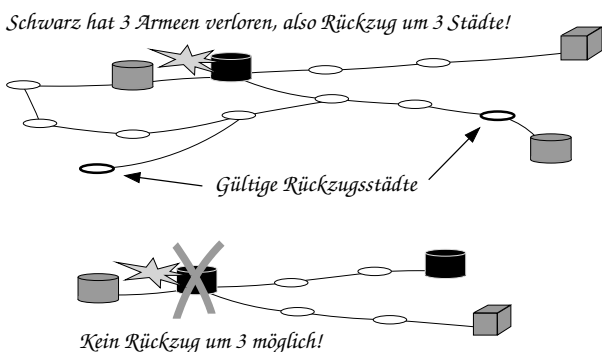 Schwarz hat 3 Armeen verloren, also Rückzug um 3 Städte!
Gültige Rückzugsstädte
Kein Rückzug um 3 möglich!